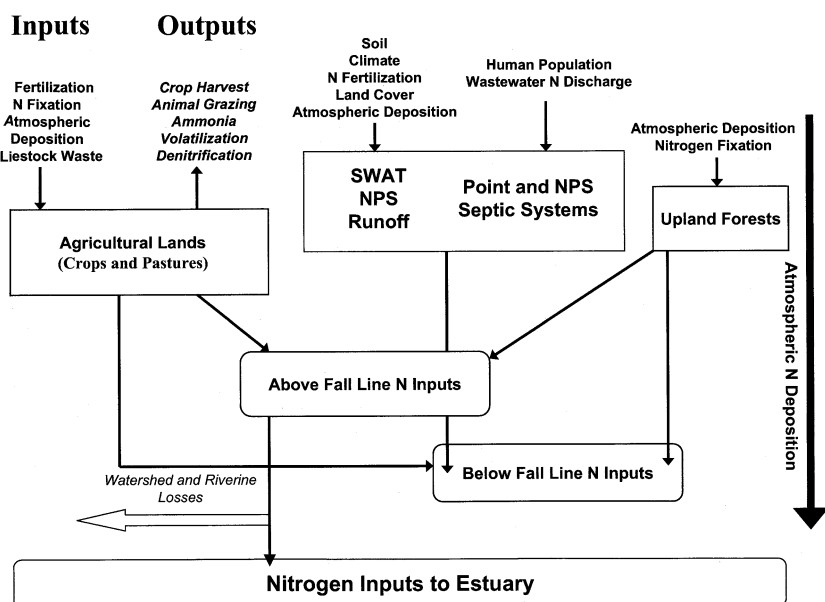 Inputs
Outputs
Fertilization
N Fixation
Atmospheric
Deposition
Liestock Waste
Crop Harvest
Animal Grazing
Ammonia
Volatilization
Denitrification
Soil
Climate
N Fertilization
Land Cover
Atmospheric Deposition
Human Population
Wastewater N Discharge
Atmospheric Deposition
Nitrogen Fixation
SWAT
NPS
Runoff
Point and NPS
Septic Systems
Upland Forests
Agricultural Lands
(Crops and Pastures)
Atmospheric N Deposition
Above Fall Line N Inputs
Below Fall Line N Inputs
Watershed and Riverine
Losses
Nitrogen Inputs to Estuary